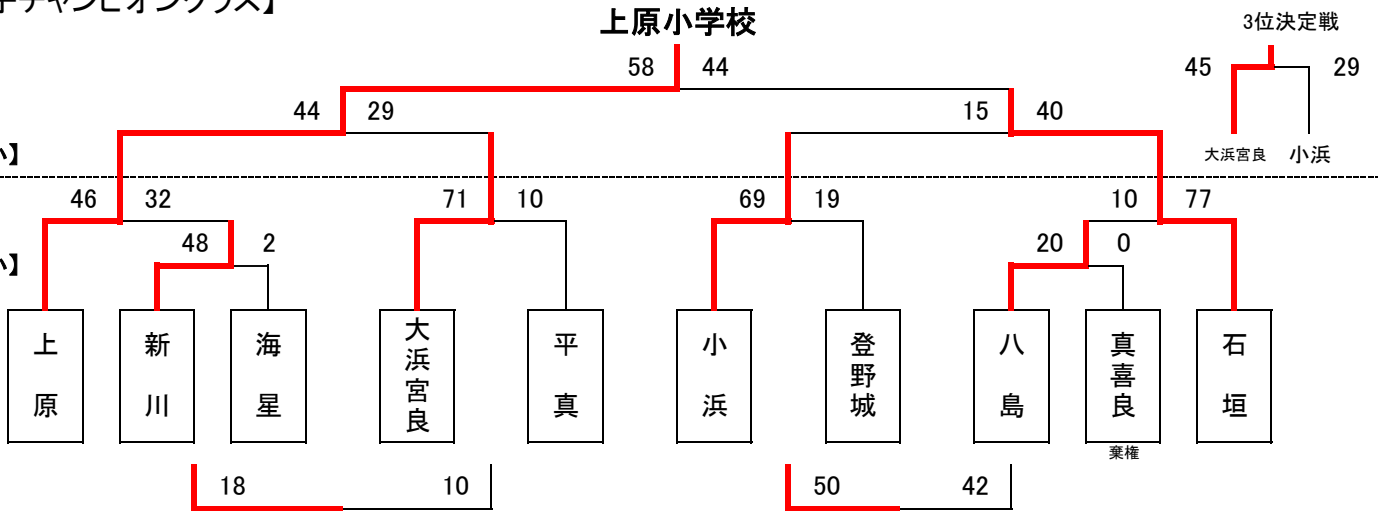 チャンピオンクラス】
上原小学校
3位決定戦
58 44
45 29
44 29
15 40
大浜宮良 小浜
46 32
71 10
69 19
10 77
48 2
20 0
上原
新川
海星
大浜宮良
平真
小浜
登野城
八島
真喜良
石垣
棄権
18 10
50 42